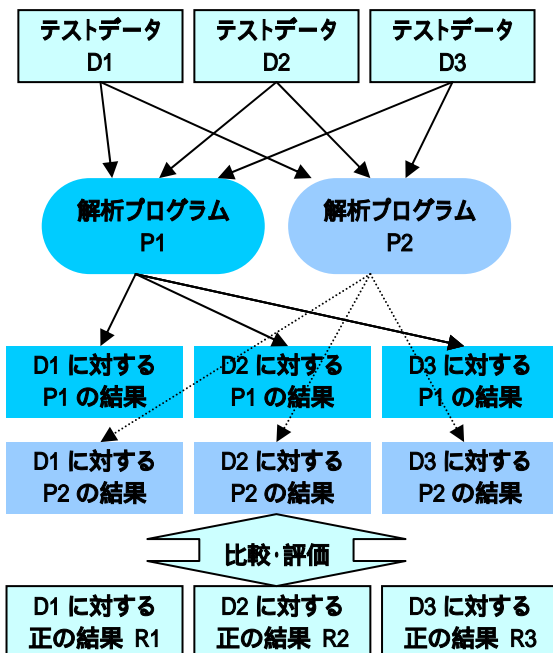 テストデータ
D1
テストデータ
D2
テストデータ
D3
解析プログラム
P1
解析プログラム
P2
D1 に対する
P1 の結果
D2 に対する
P1 の結果
D3 に対する
P1 の結果
D1 に対する
P2 の結果
D2 に対する
P2 の結果
D3 に対する
P2 の結果
比較・評価
D1 に対する
正の結果 R1
D2 に対する
正の結果 R2
D3 に対する
正の結果 R3